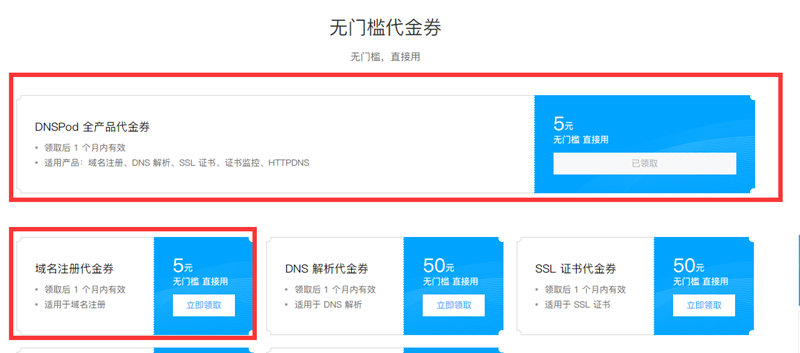 无门槛代金券
无门槛，直接用
DNSPod 全产品代金券
• 领取后 1 个月内有效
• 适用产品：域名注册、DNS 解析、SSL 证书、证书监控、HTTPDNS
5元
无门槛 直接用
已领取
域名注册代金券
• 领取后 1 个月内有效
• 适用于域名注册
5元
无门槛 直接用
立即领取
DNS 解析代金券
• 领取后 1 个月内有效
• 适用于 DNS 解析
50元
无门槛 直接用
立即领取
SSL 证书代金券
• 领取后 1 个月内有效
• 适用于 SSL 证书
50元
无门槛 直接用
立即领取